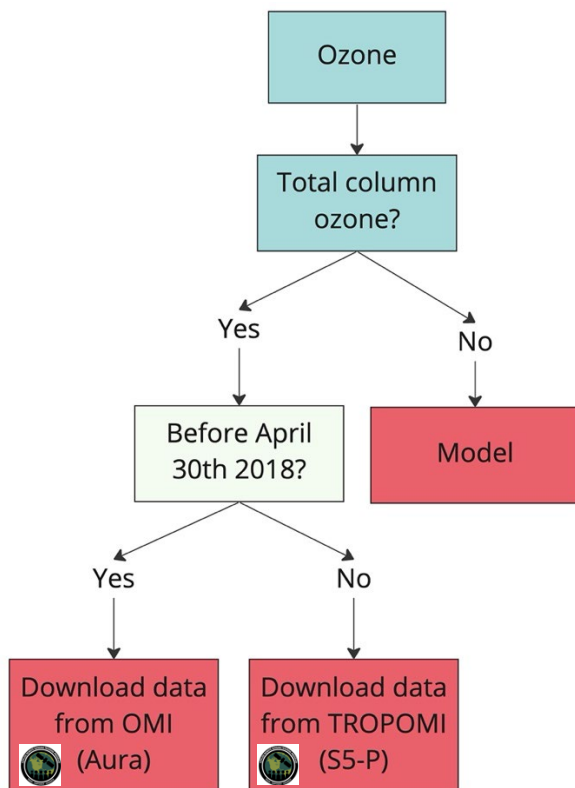 Ozone
Total column
ozone?
Yes
No
Before April
30th 2018?
Model
Yes
No
Download data
from OMI
(Aura)
Download data
from TROPOMI
(S5-P)